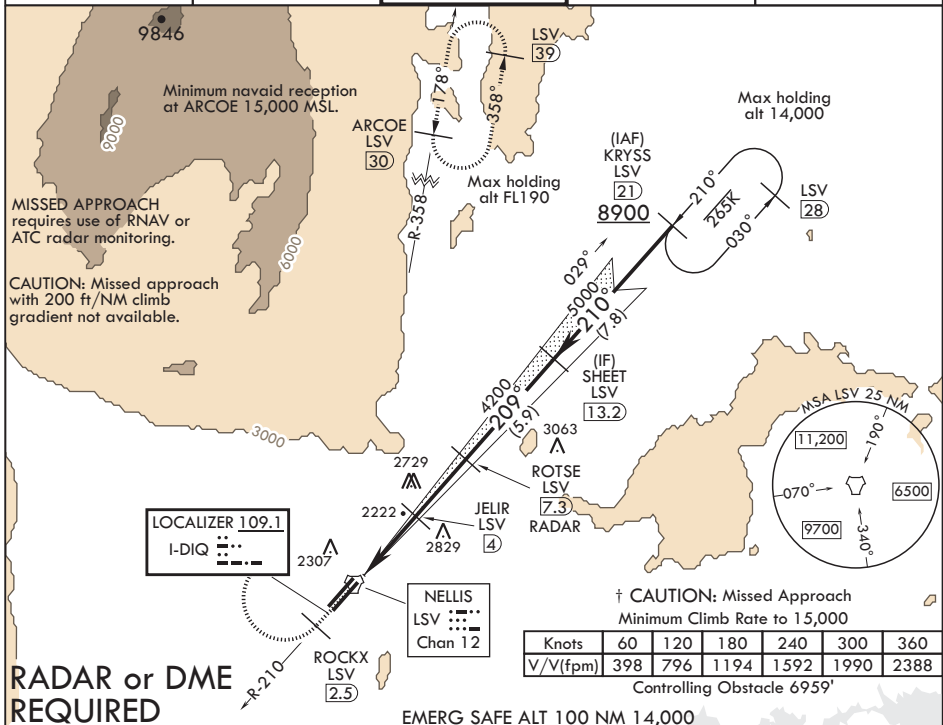 9846
Minimum navaid reception
at ARCOE 15,000 MSL.
9000
MISSED APPROACH
requires use of RNAV or
ATC radar monitoring.
CAUTION: Missed approach
with 200 ft/NM climb
gradient not available.
6000
3000
LSV
39
178°
358°
ARCOE
LSV
30
R-358
Max holding
alt FL190
Max holding
alt 14,000
(IAF)
KRYSS
LSV
21
8900
210°
265K
030°
LSV
28
029°
5000
210°
(7.8)
(IF)
SHEET
LSV
13.2
4200
209°
(5.9)
3063
ROTSE
LSV
7.3
RADAR
2729
2222
JELIR
LSV
4
2829
2307
LOCALIZER 109.1
I-DIQ
NELLIS
LSV
Chan 12
ROCKX
LSV
2.5
R-210
MSA LSV 25 NM
11,200
190°
070°
6500
9700
340°
† CAUTION: Missed Approach
Minimum Climb Rate to 15,000
Knots 60 120 180 240 300 360
V/V(fpm) 398 796 1194 1592 1990 2388
Controlling Obstacle 6959'
RADAR or DME
REQUIRED
EMERG SAFE ALT 100 NM 14,000